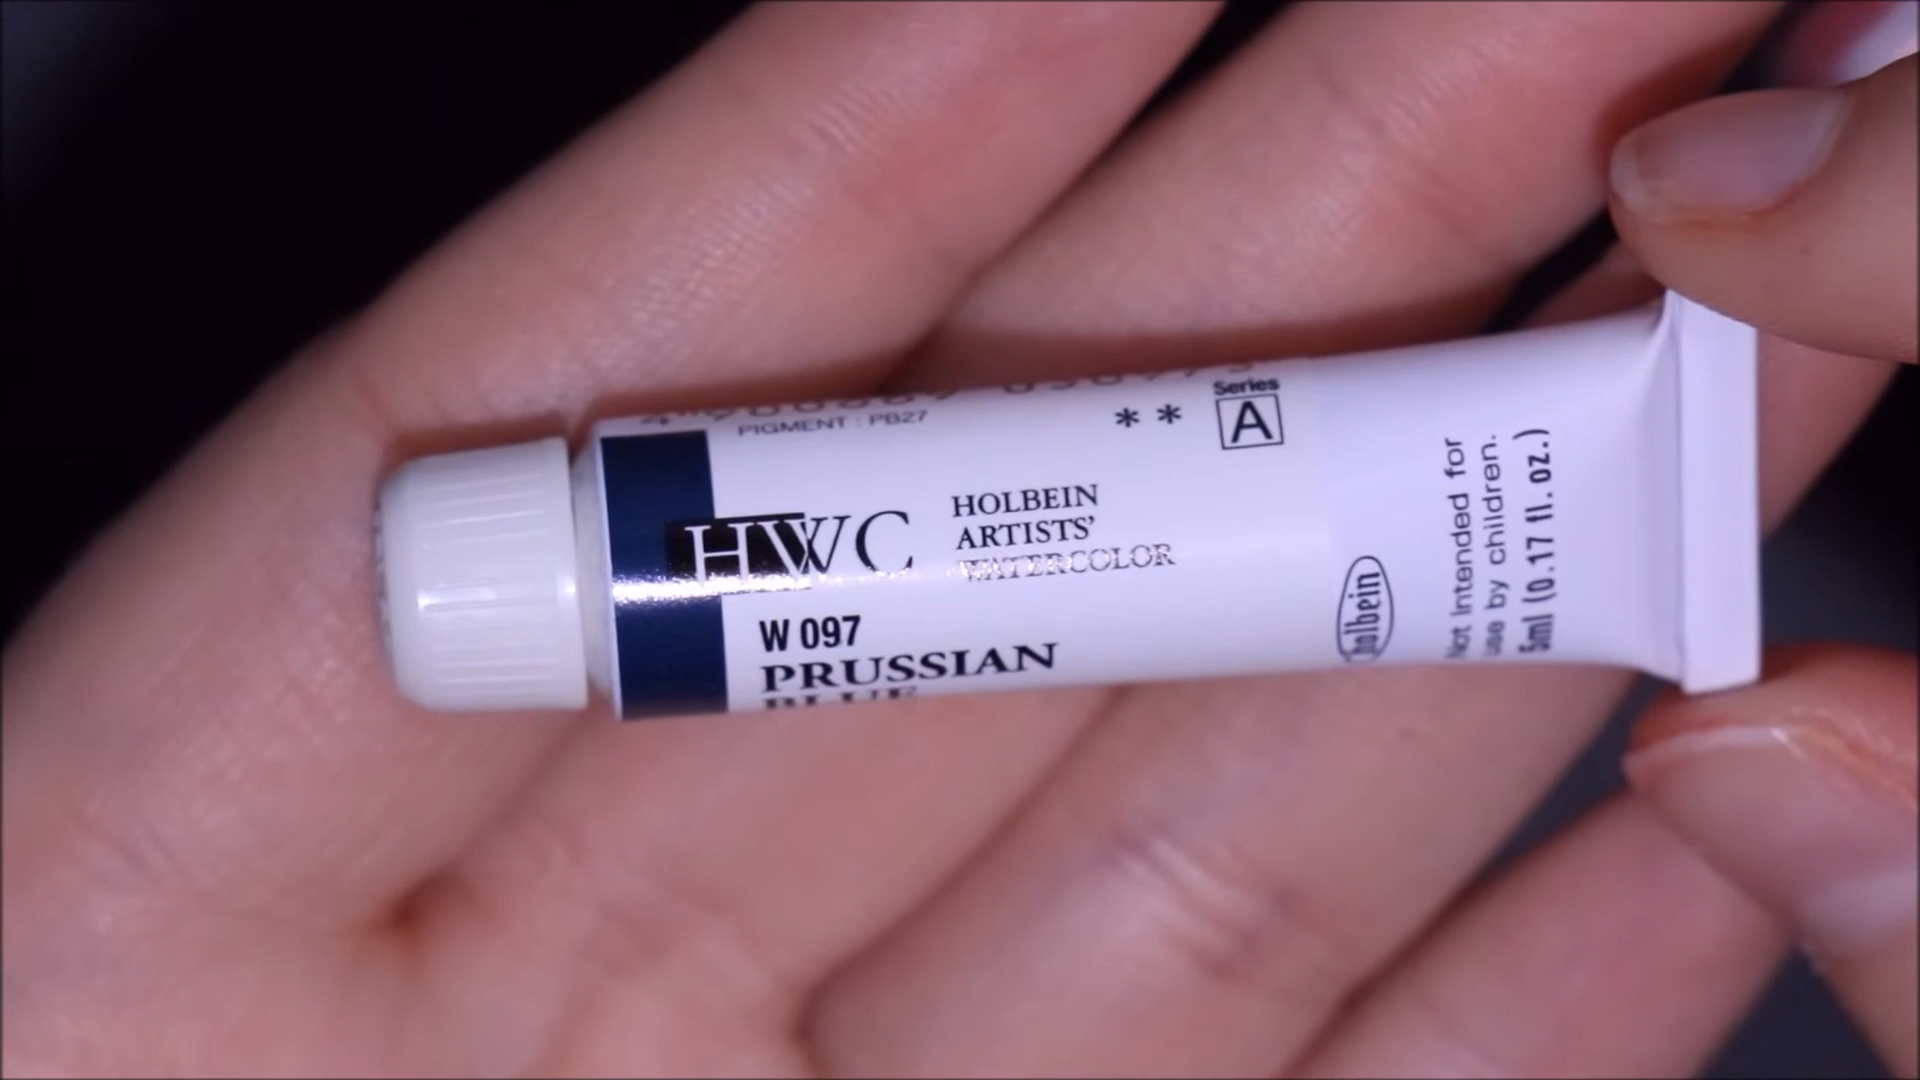 PIGMENT : PB27
* *
Series
A
HWC
HOLBEIN
ARTISTS'
WATERCOLOR
W 097
PRUSSIAN
BLUE
holbein
Not Intended for
use by children.
5ml (0.17 fl. oz.)